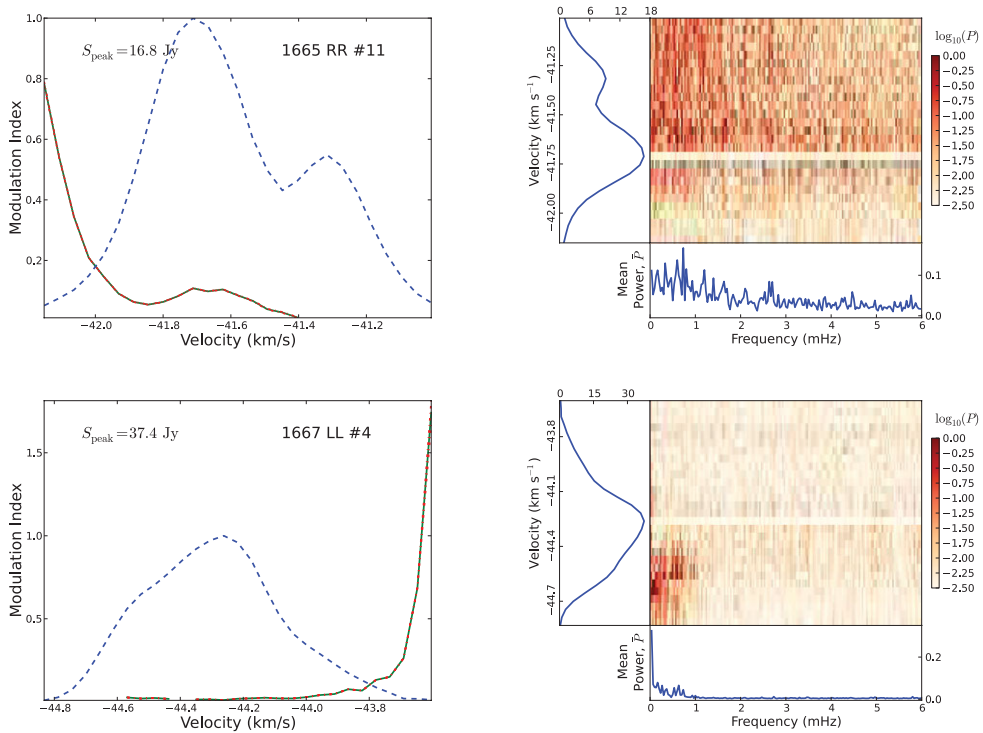 S_peak=16.8 Jy
1665 RR #11
Modulation Index
1.0
0.8
0.6
0.4
0.2
−42.0 −41.8 −41.6 −41.4 −41.2
Velocity (km/s)
0 6 12 18
Velocity (km s⁻¹)
−41.25
−41.50
−41.75
−42.00
log₁₀(P)
0.00
−0.25
−0.50
−0.75
−1.00
−1.25
−1.50
−1.75
−2.00
−2.25
−2.50
Mean
Power, P̄
0.1
0.0
0 1 2 3 4 5 6
Frequency (mHz)
S_peak=37.4 Jy
1667 LL #4
Modulation Index
1.5
1.0
0.5
−44.8 −44.6 −44.4 −44.2 −44.0 −43.8
Velocity (km/s)
0 15 30
Velocity (km s⁻¹)
−43.8
−44.1
−44.4
−44.7
log₁₀(P)
0.00
−0.25
−0.50
−0.75
−1.00
−1.25
−1.50
−1.75
−2.00
−2.25
−2.50
Mean
Power, P̄
0.2
0.0
0 1 2 3 4 5 6
Frequency (mHz)